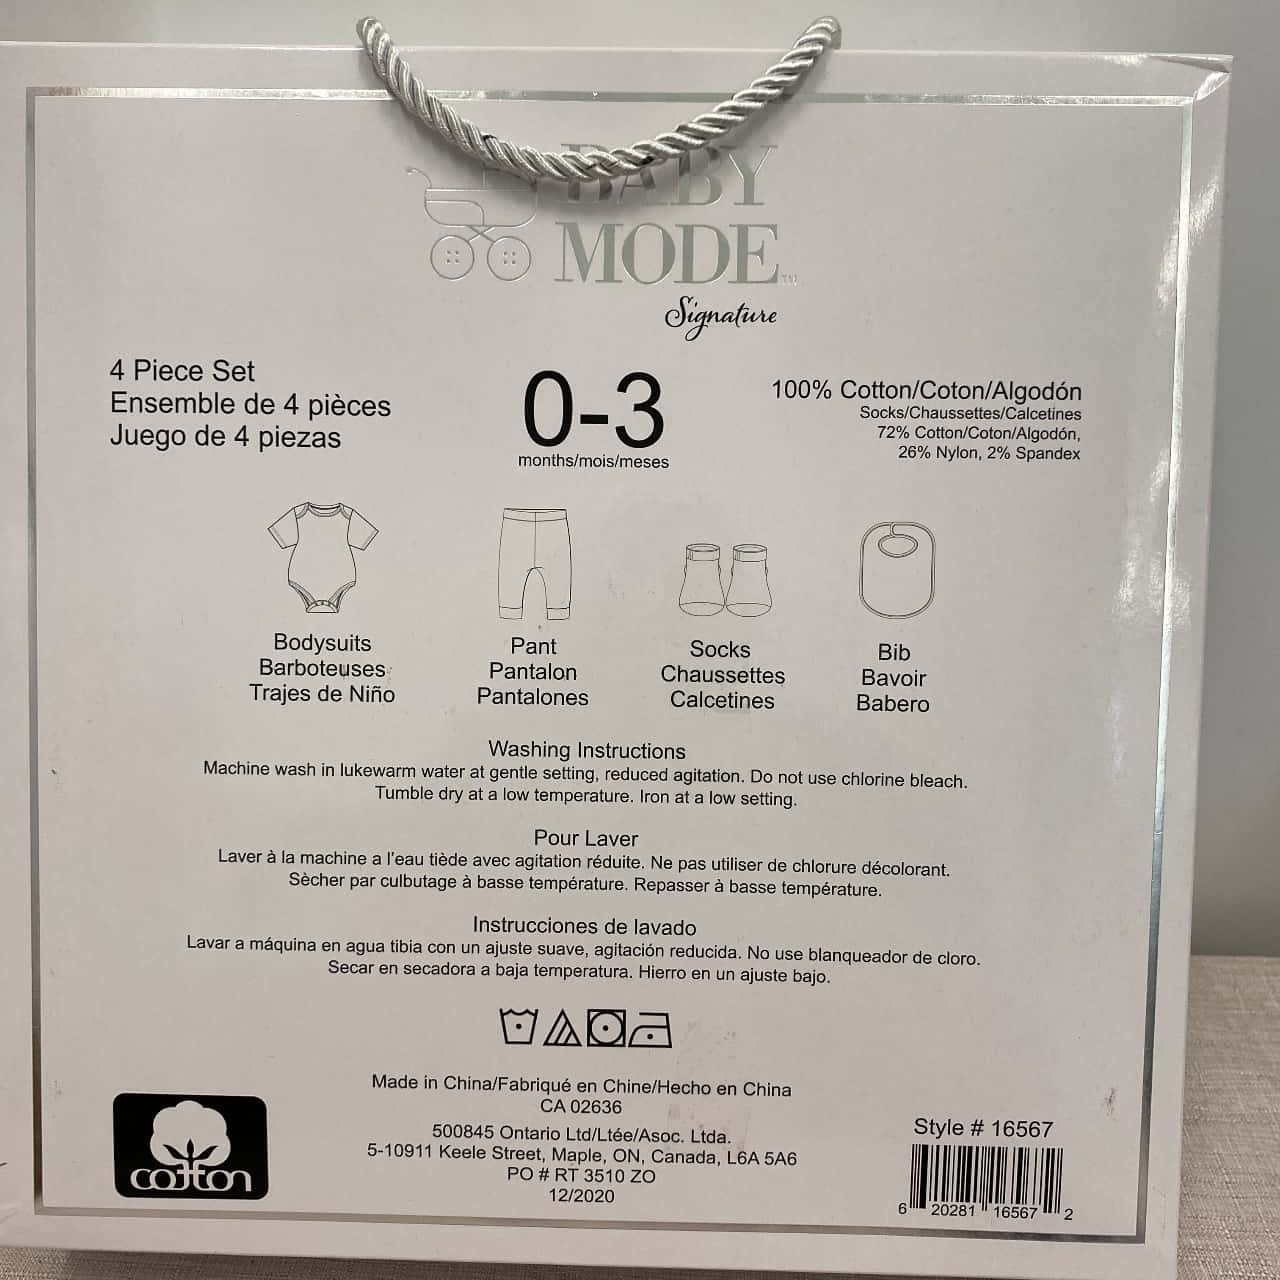 BABY
MODE™
Signature
4 Piece Set
Ensemble de 4 pièces
Juego de 4 piezas
0-3
months/mois/meses
100% Cotton/Coton/Algodón
Socks/Chaussettes/Calcetines
72% Cotton/Coton/Algodón,
26% Nylon, 2% Spandex
Bodysuits
Barboteuses
Trajes de Niño
Pant
Pantalon
Pantalones
Socks
Chaussettes
Calcetines
Bib
Bavoir
Babero
Washing Instructions
Machine wash in lukewarm water at gentle setting, reduced agitation. Do not use chlorine bleach.
Tumble dry at a low temperature. Iron at a low setting.
Pour Laver
Laver à la machine a l'eau tiède avec agitation réduite. Ne pas utiliser de chlorure décolorant.
Sècher par culbutage à basse température. Repasser à basse température.
Instrucciones de lavado
Lavar a máquina en agua tibia con un ajuste suave, agitación reducida. No use blanqueador de cloro.
Secar en secadora a baja temperatura. Hierro en un ajuste bajo.
Made in China/Fabriqué en Chine/Hecho en China
CA 02636
500845 Ontario Ltd/Ltée/Asoc. Ltda.
5-10911 Keele Street, Maple, ON, Canada, L6A 5A6
PO # RT 3510 ZO
12/2020
cotton
Style # 16567
6 20281 16567 2